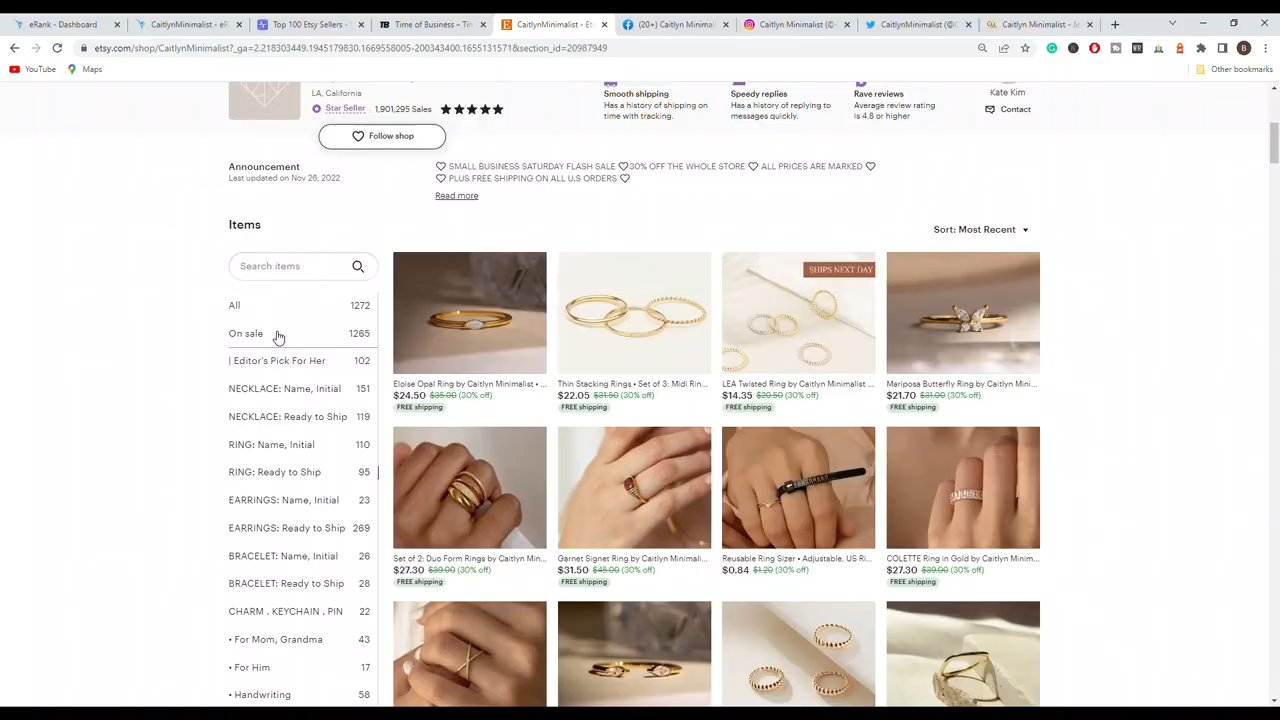 eRank - Dashboard
CaitlynMinimalist - eR
Top 100 Etsy Sellers -
Time of Business – Tim
CaitlynMinimalist - Ets
(20+) Caitlyn Minimali
Caitlyn Minimalist (@
Caitlyn Minimalist (@C
Caitlyn Minimalist - Je
etsy.com/shop/CaitlynMinimalist?_ga=2.218303449.1945179830.1669558005-200343400.1655131571&section_id=20987949
YouTube
Maps
Other bookmarks
LA, California
Star Seller
1,901,295 Sales
Follow shop
Smooth shipping
Has a history of shipping on
time with tracking.
Speedy replies
Has a history of replying to
messages quickly.
Rave reviews
Average review rating
is 4.8 or higher
Kate Kim
Contact
Announcement
Last updated on Nov 26, 2022
SMALL BUSINESS SATURDAY FLASH SALE ♡30% OFF THE WHOLE STORE ♡ ALL PRICES ARE MARKED ♡
♡ PLUS FREE SHIPPING ON ALL U.S ORDERS ♡
Read more
Items
Sort: Most Recent
Search items
All 1272
On sale 1265
| Editor's Pick For Her 102
NECKLACE: Name, Initial 151
NECKLACE: Ready to Ship 119
RING: Name, Initial 110
RING: Ready to Ship 95
EARRINGS: Name, Initial 23
EARRINGS: Ready to Ship 269
BRACELET: Name, Initial 26
BRACELET: Ready to Ship 28
CHARM . KEYCHAIN . PIN 22
• For Mom, Grandma 43
• For Him 17
• Handwriting 58
SHIPS NEXT DAY
Eloise Opal Ring by Caitlyn Minimalist • ...
$24.50 $35.00 (30% off)
FREE shipping
Thin Stacking Rings • Set of 3: Midi Rin...
$22.05 $31.50 (30% off)
FREE shipping
LEA Twisted Ring by Caitlyn Minimalist ...
$14.35 $20.50 (30% off)
FREE shipping
Mariposa Butterfly Ring by Caitlyn Mini...
$21.70 $31.00 (30% off)
FREE shipping
Set of 2: Duo Form Rings by Caitlyn Min...
$27.30 $39.00 (30% off)
FREE shipping
Garnet Signet Ring by Caitlyn Minimali...
$31.50 $45.00 (30% off)
FREE shipping
Reusable Ring Sizer • Adjustable, US Ri...
$0.84 $1.20 (30% off)
COLETTE Ring in Gold by Caitlyn Minim...
$27.30 $39.00 (30% off)
FREE shipping